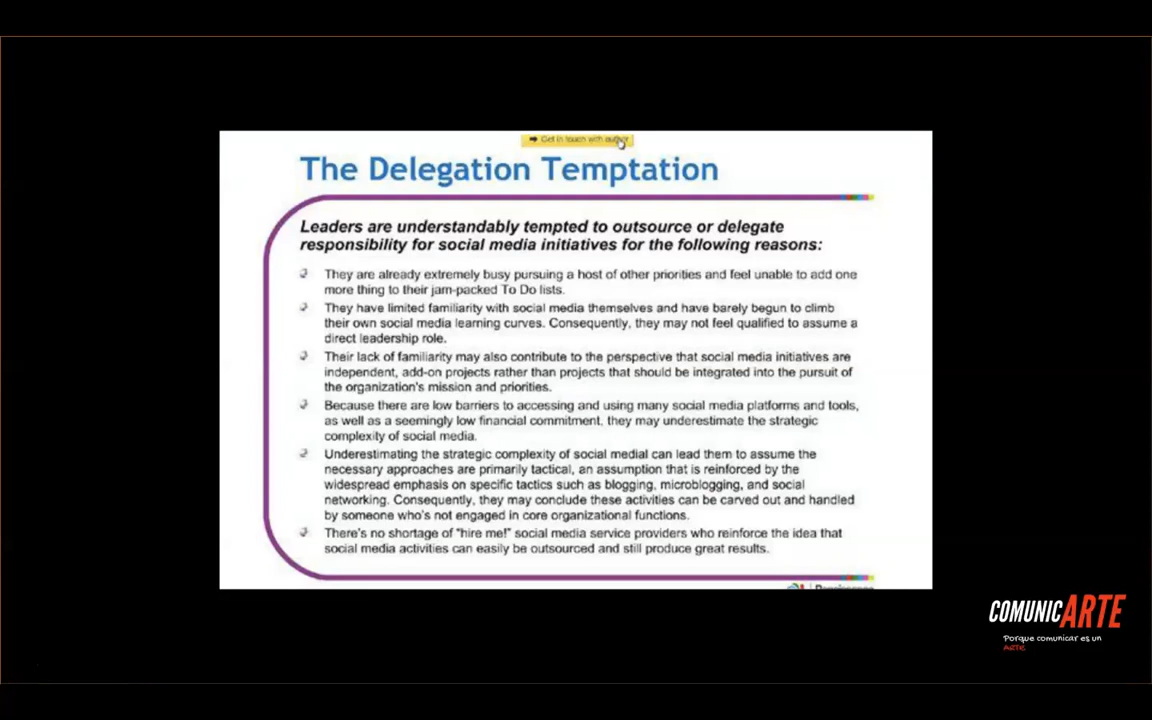 Get in touch with author
The Delegation Temptation
Leaders are understandably tempted to outsource or delegate
responsibility for social media initiatives for the following reasons:
They are already extremely busy pursuing a host of other priorities and feel unable to add one
more thing to their jam-packed To Do lists.
They have limited familiarity with social media themselves and have barely begun to climb
their own social media learning curves. Consequently, they may not feel qualified to assume a
direct leadership role.
Their lack of familiarity may also contribute to the perspective that social media initiatives are
independent, add-on projects rather than projects that should be integrated into the pursuit of
the organization's mission and priorities.
Because there are low barriers to accessing and using many social media platforms and tools,
as well as a seemingly low financial commitment, they may underestimate the strategic
complexity of social media.
Underestimating the strategic complexity of social medial can lead them to assume the
necessary approaches are primarily tactical, an assumption that is reinforced by the
widespread emphasis on specific tactics such as blogging, microblogging, and social
networking. Consequently, they may conclude these activities can be carved out and handled
by someone who's not engaged in core organizational functions.
There's no shortage of "hire me!" social media service providers who reinforce the idea that
social media activities can easily be outsourced and still produce great results.
COMUNICARTE
Porque comunicar es un
ARTE